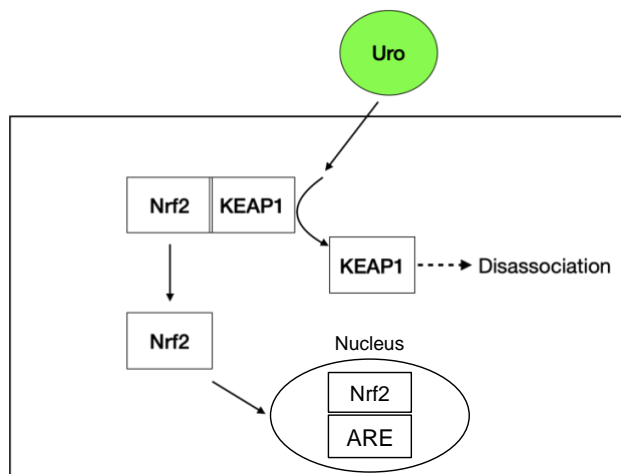 Uro
Nrf2 KEAP1
KEAP1 Disassociation
Nrf2
Nucleus
Nrf2
ARE